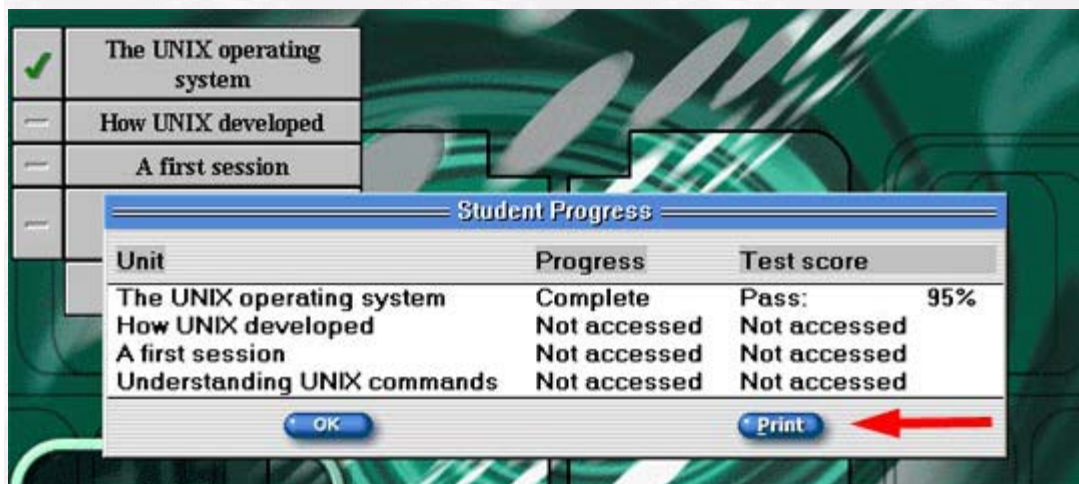 The UNIX operating
system
How UNIX developed
A first session
Student Progress
Unit Progress Test score
The UNIX operating system Complete Pass: 95%
How UNIX developed Not accessed Not accessed
A first session Not accessed Not accessed
Understanding UNIX commands Not accessed Not accessed
OK Print